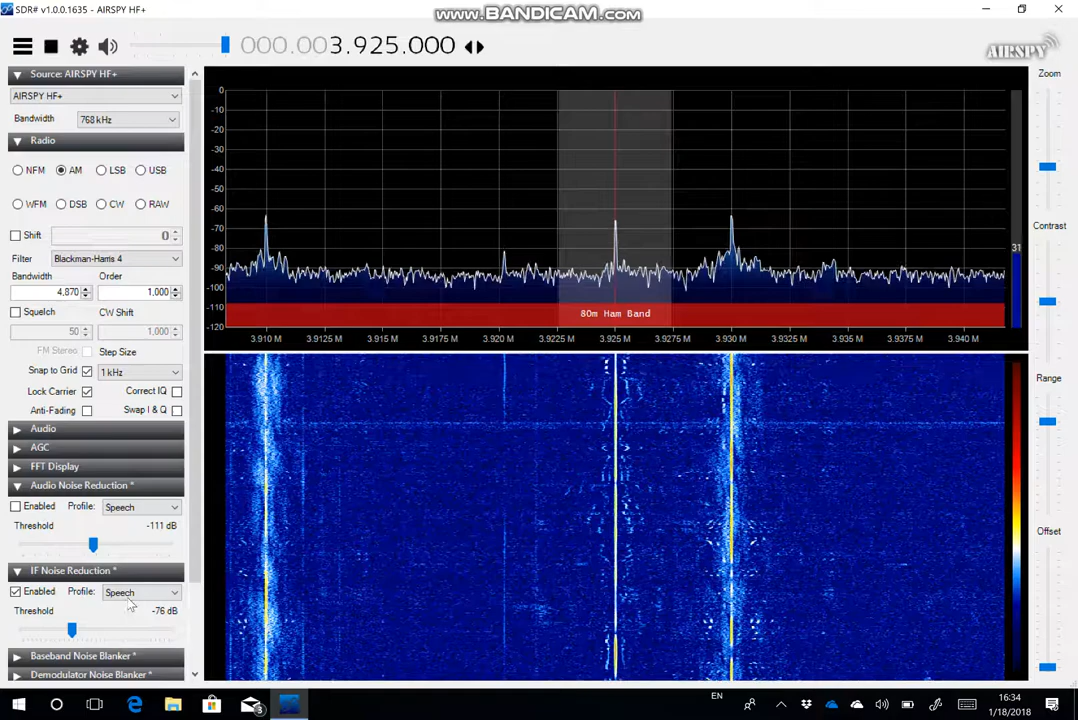 SDR# v1.0.0.1635 - AIRSPY HF+
www.BANDICAM.com
000.003.925.000
AIRSPY
Source: AIRSPY HF+
AIRSPY HF+
Bandwidth 768 kHz
Radio
NFM AM LSB USB
WFM DSB CW RAW
Shift 0
Filter Blackman-Harris 4
Bandwidth Order
4.870 1.000
Squelch CW Shift
50 1,000
FM Stereo Step Size
Snap to Grid 1 kHz
Lock Carrier Correct IQ
Anti-Fading Swap I & Q
Audio
AGC
FFT Display
Audio Noise Reduction *
Enabled Profile: Speech
Threshold -111 dB
IF Noise Reduction *
Enabled Profile: Speech
Threshold -76 dB
Baseband Noise Blanker *
Demodulator Noise Blanker *
0
-10
-20
-30
-40
-50
-60
-70
-80
-90
-100
-110
-120
80m Ham Band
3.910 M 3.9125 M 3.915 M 3.9175 M 3.920 M 3.9225 M 3.925 M 3.9275 M 3.930 M 3.9325 M 3.935 M 3.9375 M 3.940 M
31
Zoom
Contrast
Range
Offset
3
EN
16:34
1/18/2018